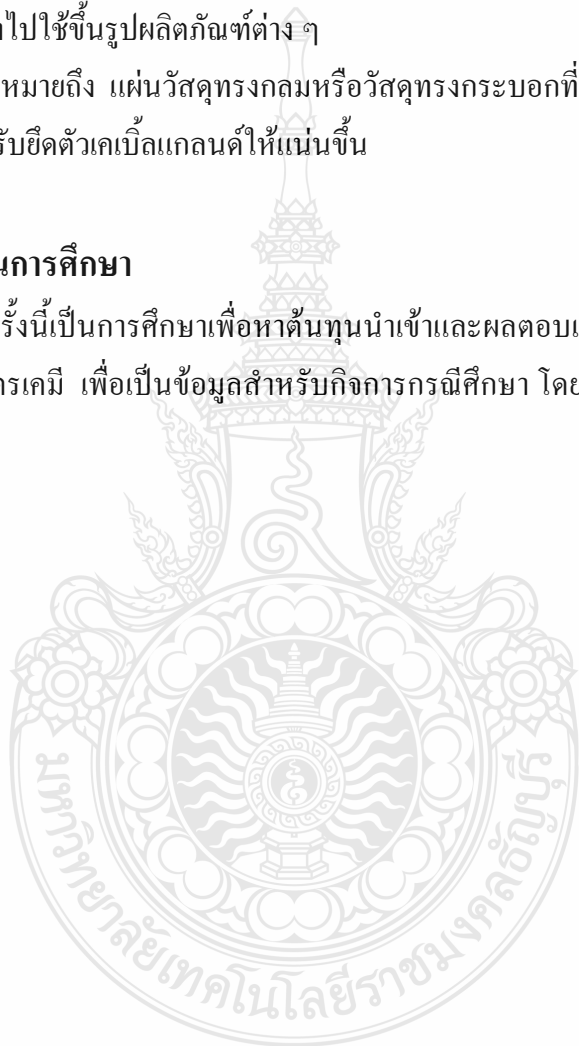 ไปใช้ขึ้นรูปผลิตภัณฑ์ต่าง ๆ
หมายถึง แผ่นวัสดุทรงกลมหรือวัสดุทรงกระบอกที่
รับยึดตัวเคเบิ้ลแกลนด์ให้แน่นขึ้น
นการศึกษา
รั้งนี้เป็นการศึกษาเพื่อหาต้นทุนนำเข้าและผลตอบแ
รเคมี เพื่อเป็นข้อมูลสำหรับกิจการกรณีศึกษา โดย
มหาวิทยาลัยเทคโนโลยีราชมงคลธัญบุรี